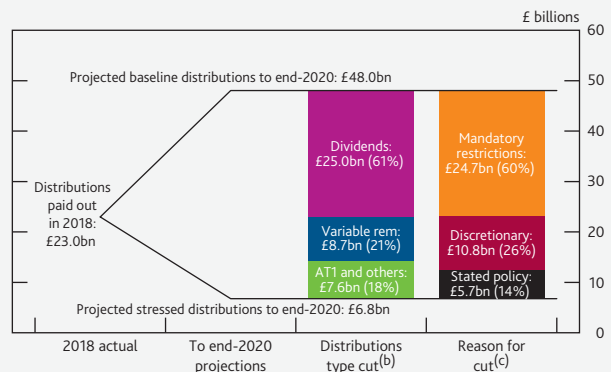 £ billions
60
50
40
30
20
10
0
Projected baseline distributions to end-2020: £48.0bn
Distributions
paid out
in 2018:
£23.0bn
Dividends:
£25.0bn (61%)
Variable rem:
£8.7bn (21%)
AT1 and others:
£7.6bn (18%)
Mandatory
restrictions:
£24.7bn (60%)
Discretionary:
£10.8bn (26%)
Stated policy:
£5.7bn (14%)
Projected stressed distributions to end-2020: £6.8bn
2018 actual
To end-2020
projections
Distributions
type cut(b)
Reason for
cut(c)